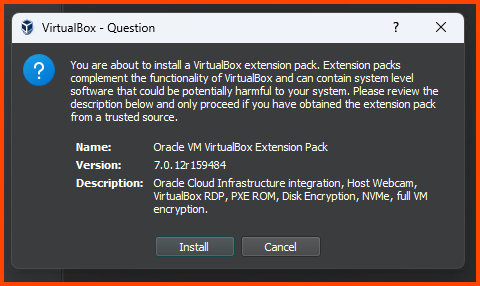 VirtualBox - Question
?
You are about to install a VirtualBox extension pack. Extension packs
complement the functionality of VirtualBox and can contain system level
software that could be potentially harmful to your system. Please review the
description below and only proceed if you have obtained the extension pack
from a trusted source.
Name: Oracle VM VirtualBox Extension Pack
Version: 7.0.12r159484
Description: Oracle Cloud Infrastructure integration, Host Webcam,
VirtualBox RDP, PXE ROM, Disk Encryption, NVMe, full VM
encryption.
Install Cancel